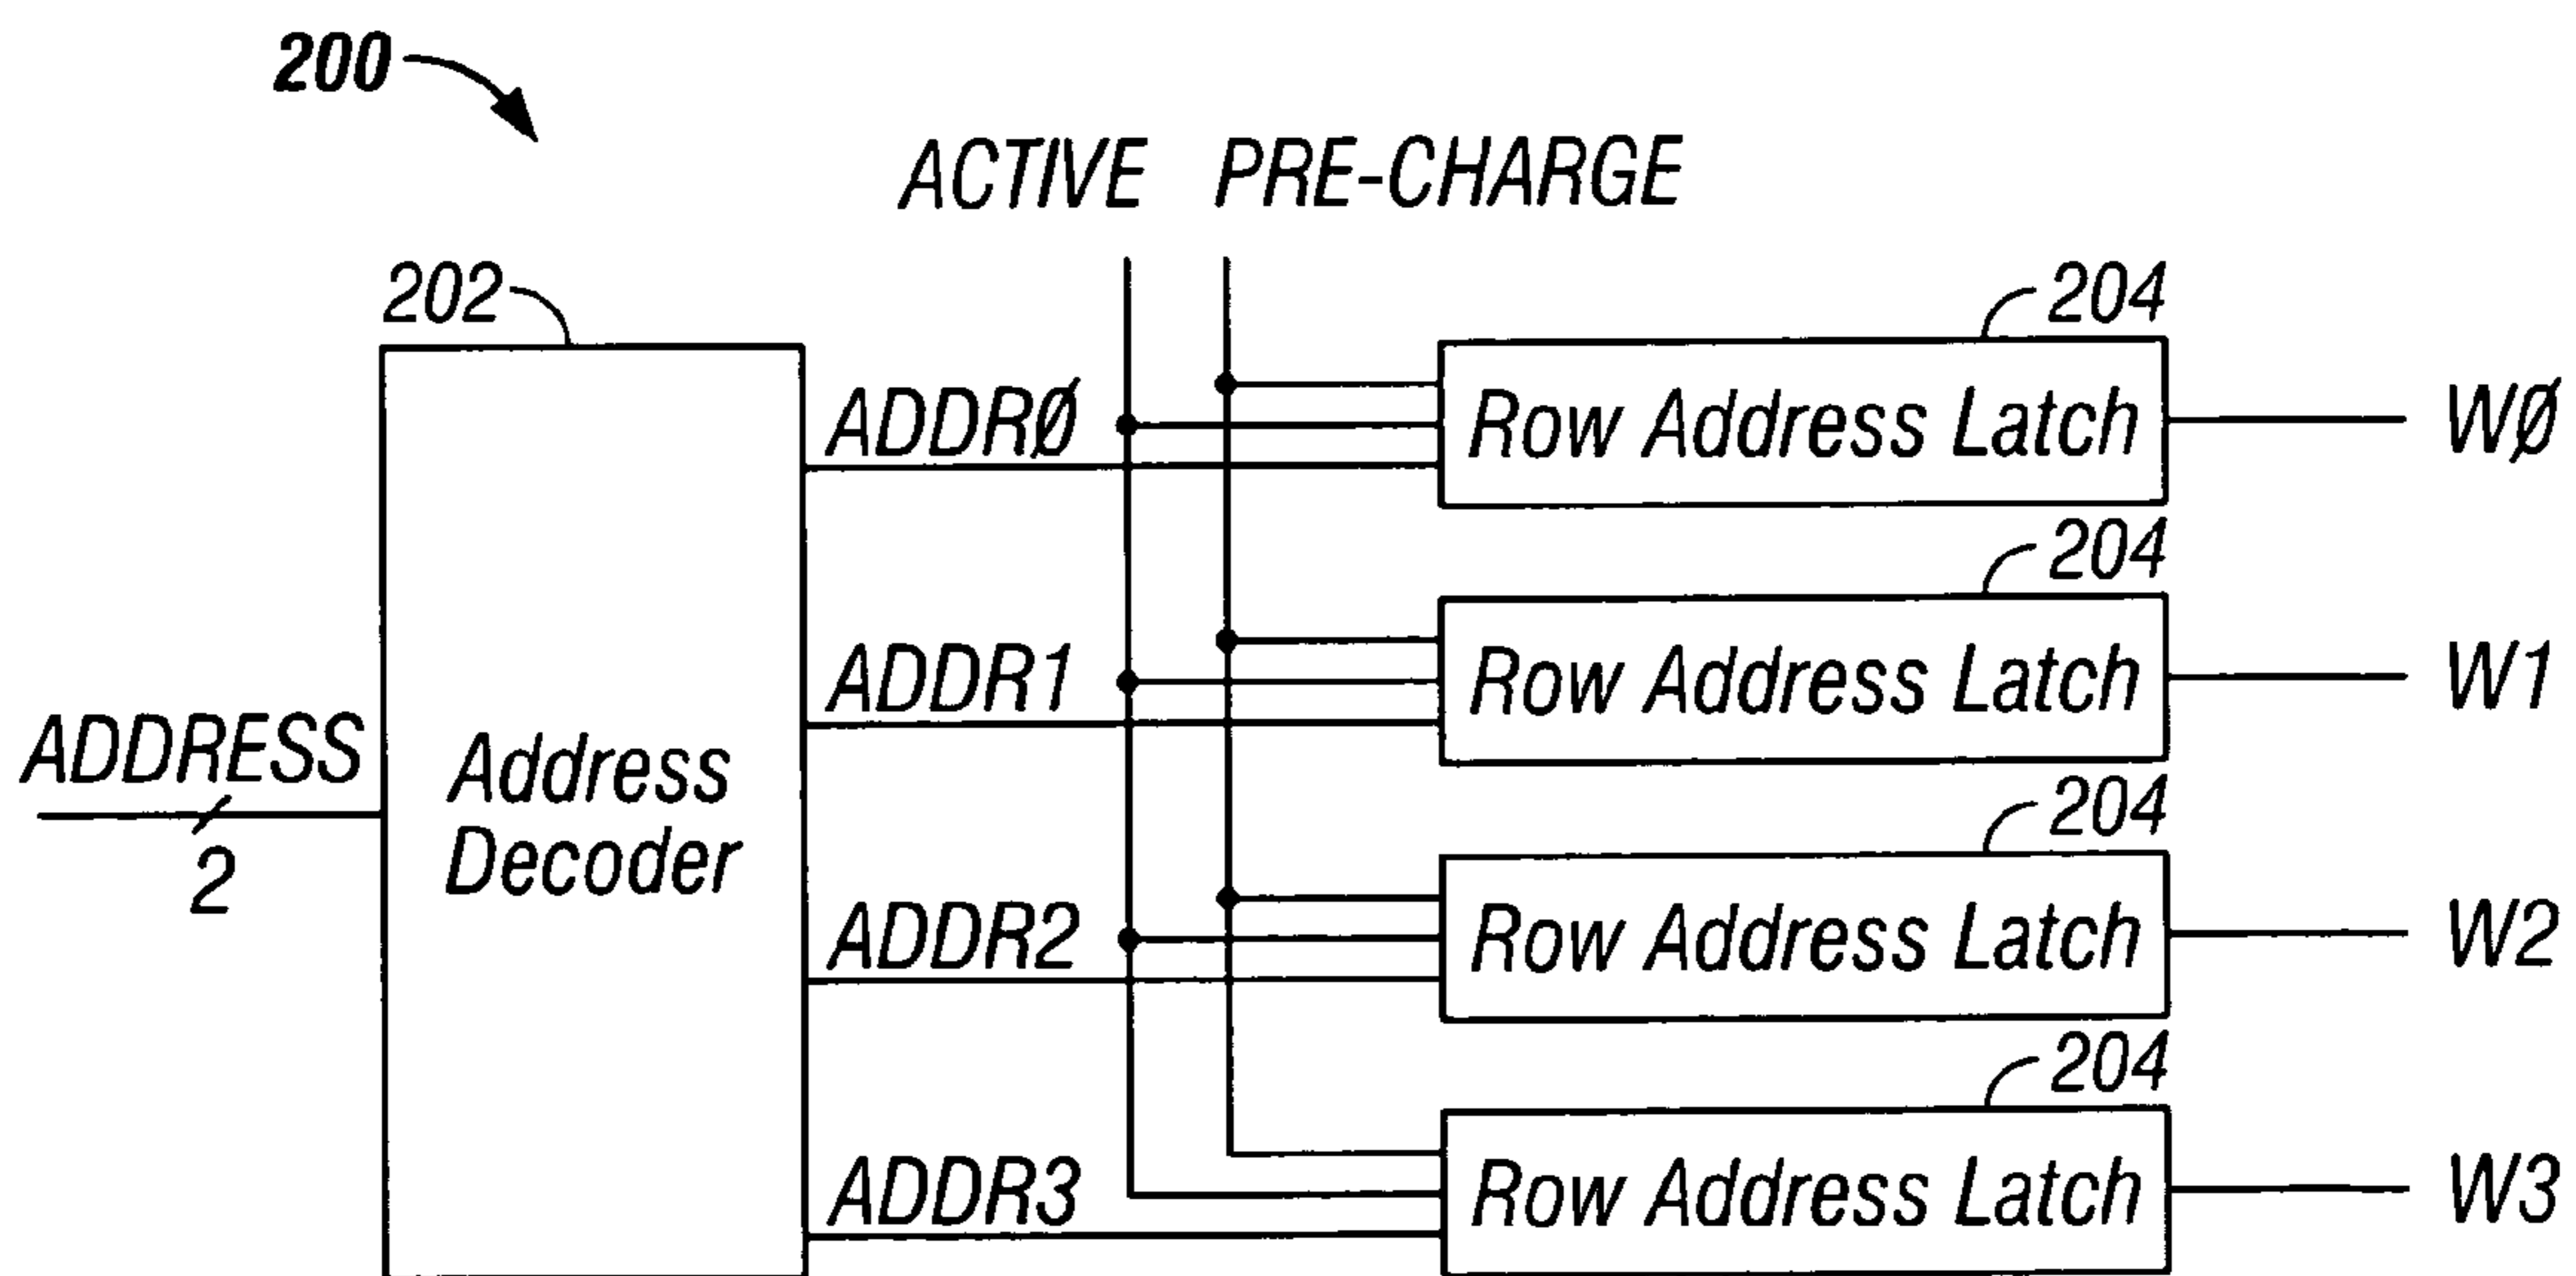 200
ACTIVE PRE-CHARGE
202
204
ADDRØ
Row Address Latch
WØ
204
ADDR1
Row Address Latch
W1
ADDRESS
2
Address
Decoder
204
ADDR2
Row Address Latch
W2
204
ADDR3
Row Address Latch
W3